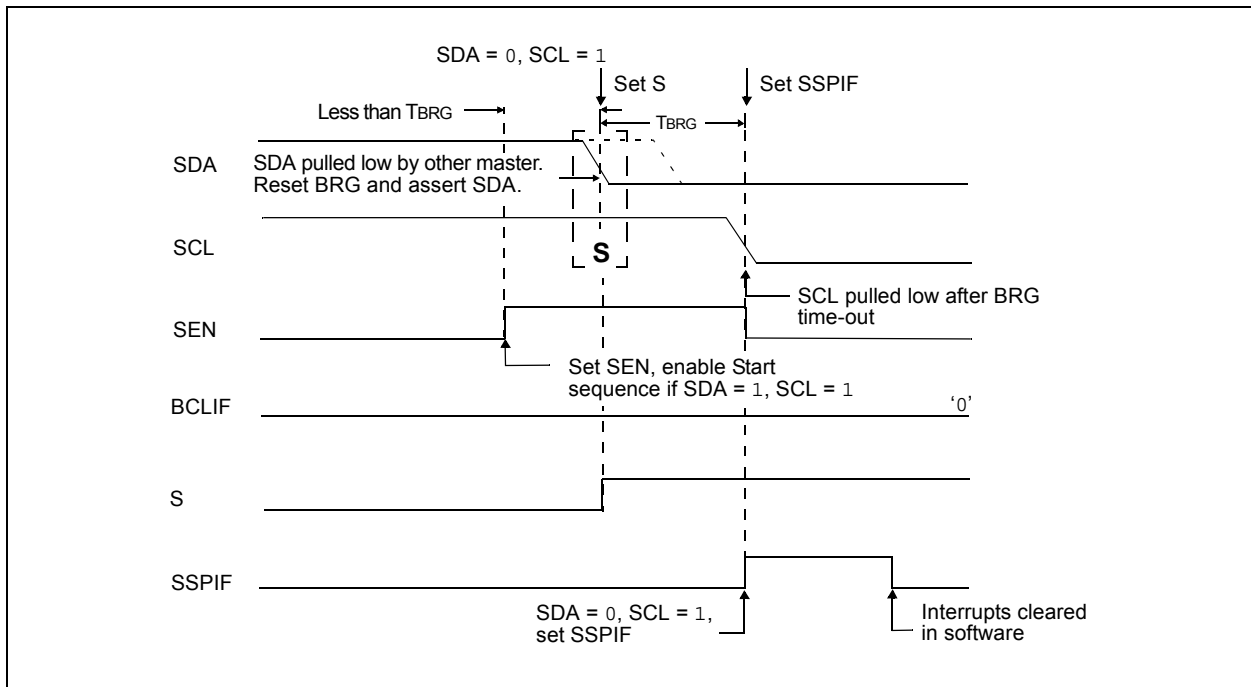 SDA = 0, SCL = 1
Set S
Set SSPIF
Less than TBRG
TBRG
SDA
SDA pulled low by other master.
Reset BRG and assert SDA.
SCL
S
SCL pulled low after BRG
time-out
SEN
Set SEN, enable Start
sequence if SDA = 1, SCL = 1
BCLIF
‘0’
S
SSPIF
SDA = 0, SCL = 1,
set SSPIF
Interrupts cleared
in software